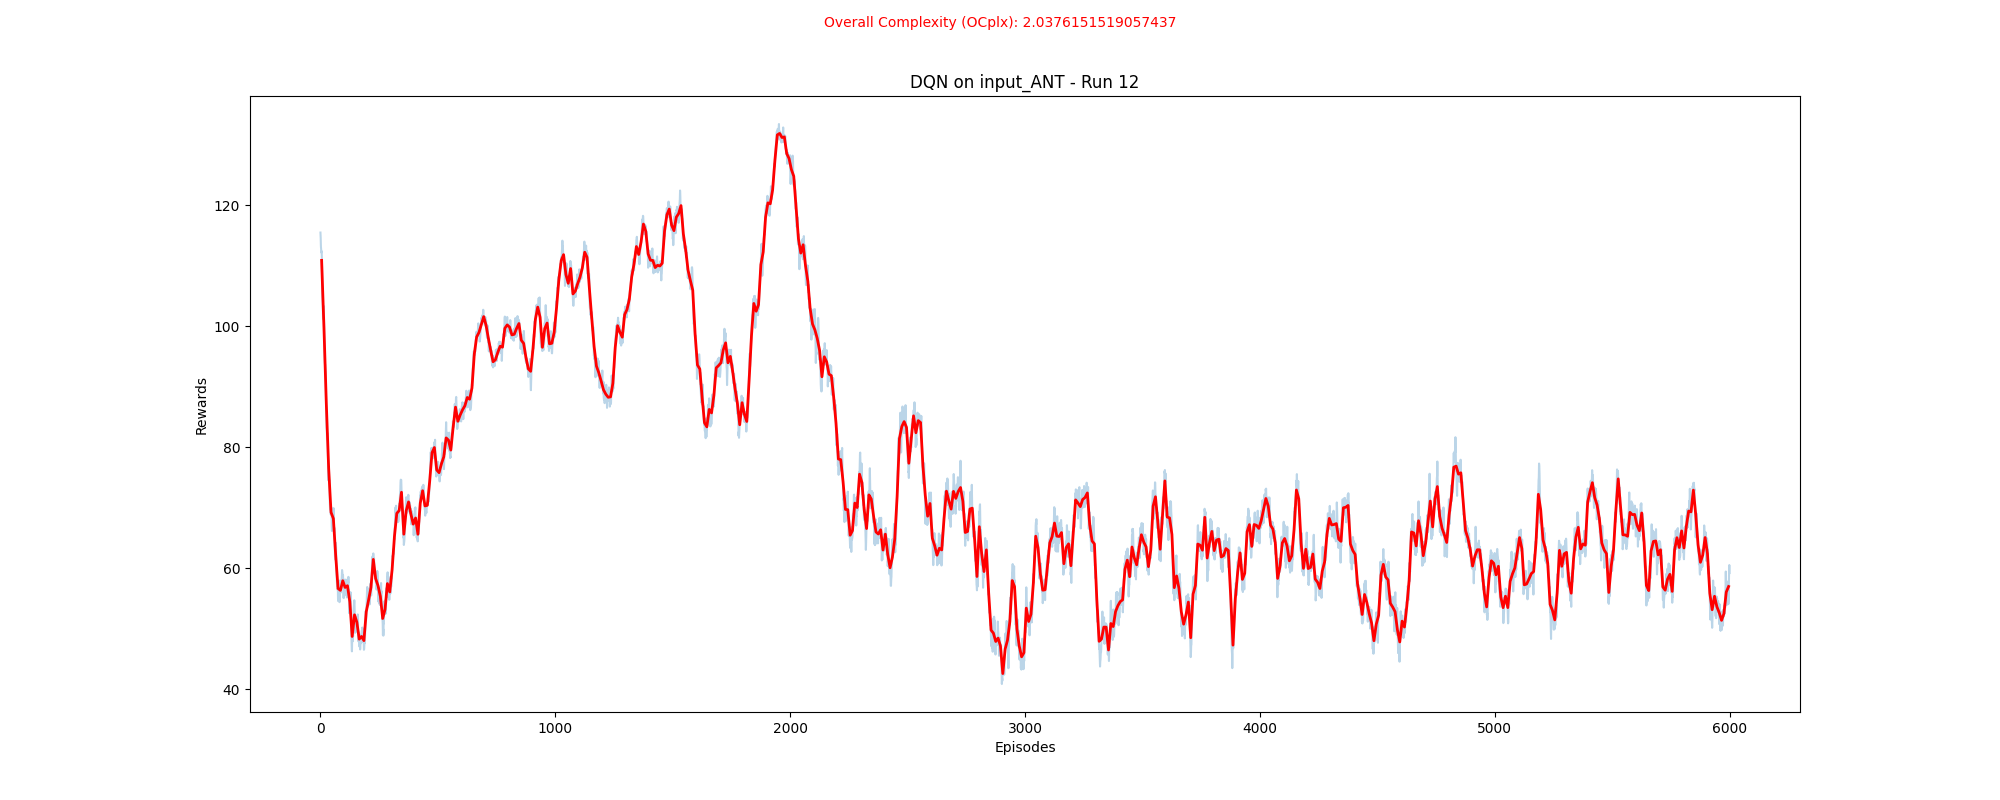 Overall Complexity (OCplx): 2.0376151519057437
DQN on input_ANT - Run 12
Rewards
120
100
80
60
40
0 1000 2000 3000 4000 5000 6000
Episodes